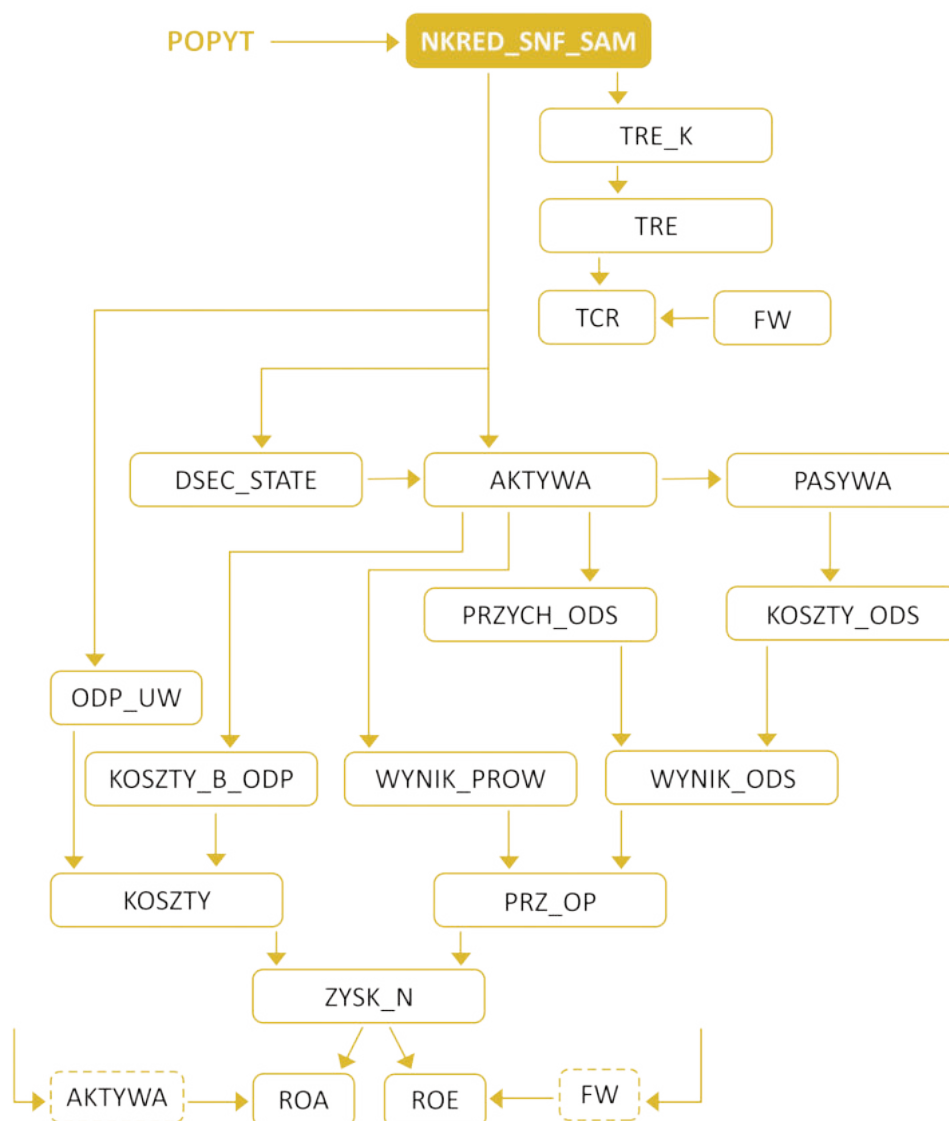 POPYT
NKRED_SNF_SAM
TRE_K
TRE
TCR
FW
DSEC_STATE
AKTYWA
PASYWA
PRZYCH_ODS
KOSZTY_ODS
ODP_UW
KOSZTY_B_ODP
WYNIK_PROW
WYNIK_ODS
KOSZTY
PRZ_OP
ZYSK_N
AKTYWA
ROA
ROE
FW